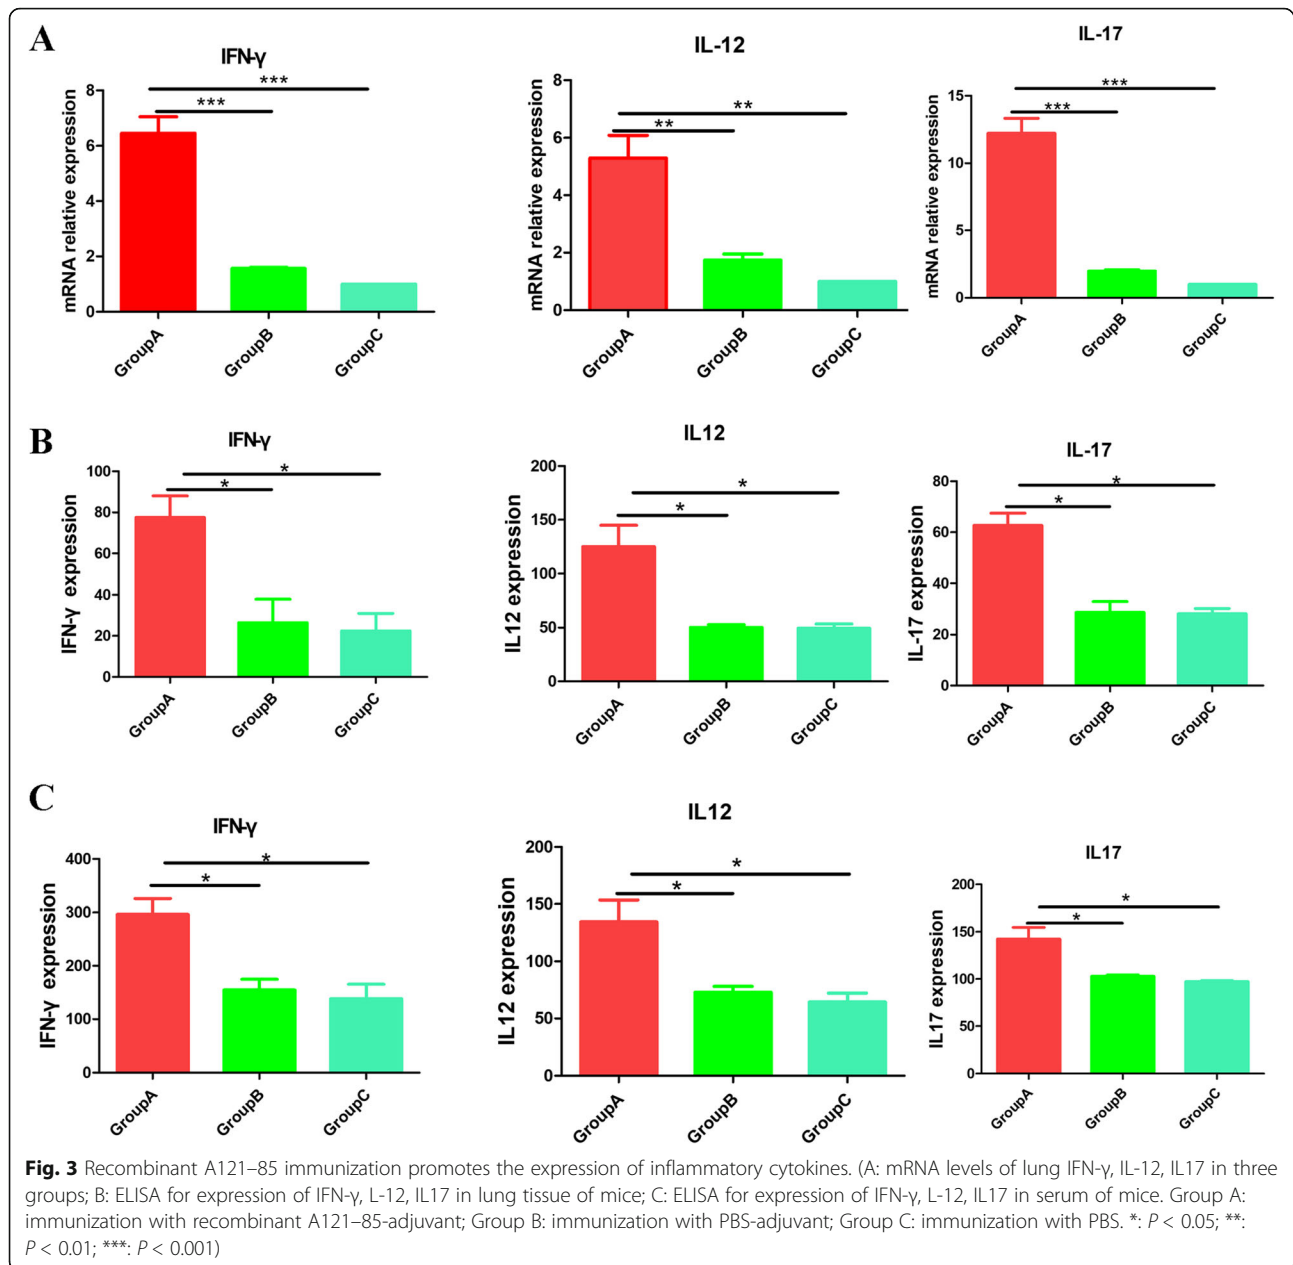 A
IFN-γ
mRNA relative expression
8
6
4
2
0
***
***
GroupA
GroupB
GroupC
IL-12
mRNA relative expression
8
6
4
2
0
**
**
GroupA
GroupB
GroupC
IL-17
mRNA relative expression
15
10
5
0
***
***
GroupA
GroupB
GroupC
B
IFN-γ
IFN-γ expression
100
80
60
40
20
0
*
*
GroupA
GroupB
GroupC
IL12
IL12 expression
200
150
100
50
0
*
*
GroupA
GroupB
GroupC
IL-17
IL-17 expression
80
60
40
20
0
*
*
GroupA
GroupB
GroupC
C
IFN-γ
IFN-γ expression
400
300
200
100
0
*
*
GroupA
GroupB
GroupC
IL12
IL12 expression
200
150
100
50
0
*
*
GroupA
GroupB
GroupC
IL17
IL17 expression
200
150
100
50
0
*
*
GroupA
GroupB
GroupC
Fig. 3 Recombinant A121–85 immunization promotes the expression of inflammatory cytokines. (A: mRNA levels of lung IFN-γ, IL-12, IL17 in three
groups; B: ELISA for expression of IFN-γ, L-12, IL17 in lung tissue of mice; C: ELISA for expression of IFN-γ, L-12, IL17 in serum of mice. Group A:
immunization with recombinant A121–85-adjuvant; Group B: immunization with PBS-adjuvant; Group C: immunization with PBS. *: P < 0.05; **:
P < 0.01; ***: P < 0.001)